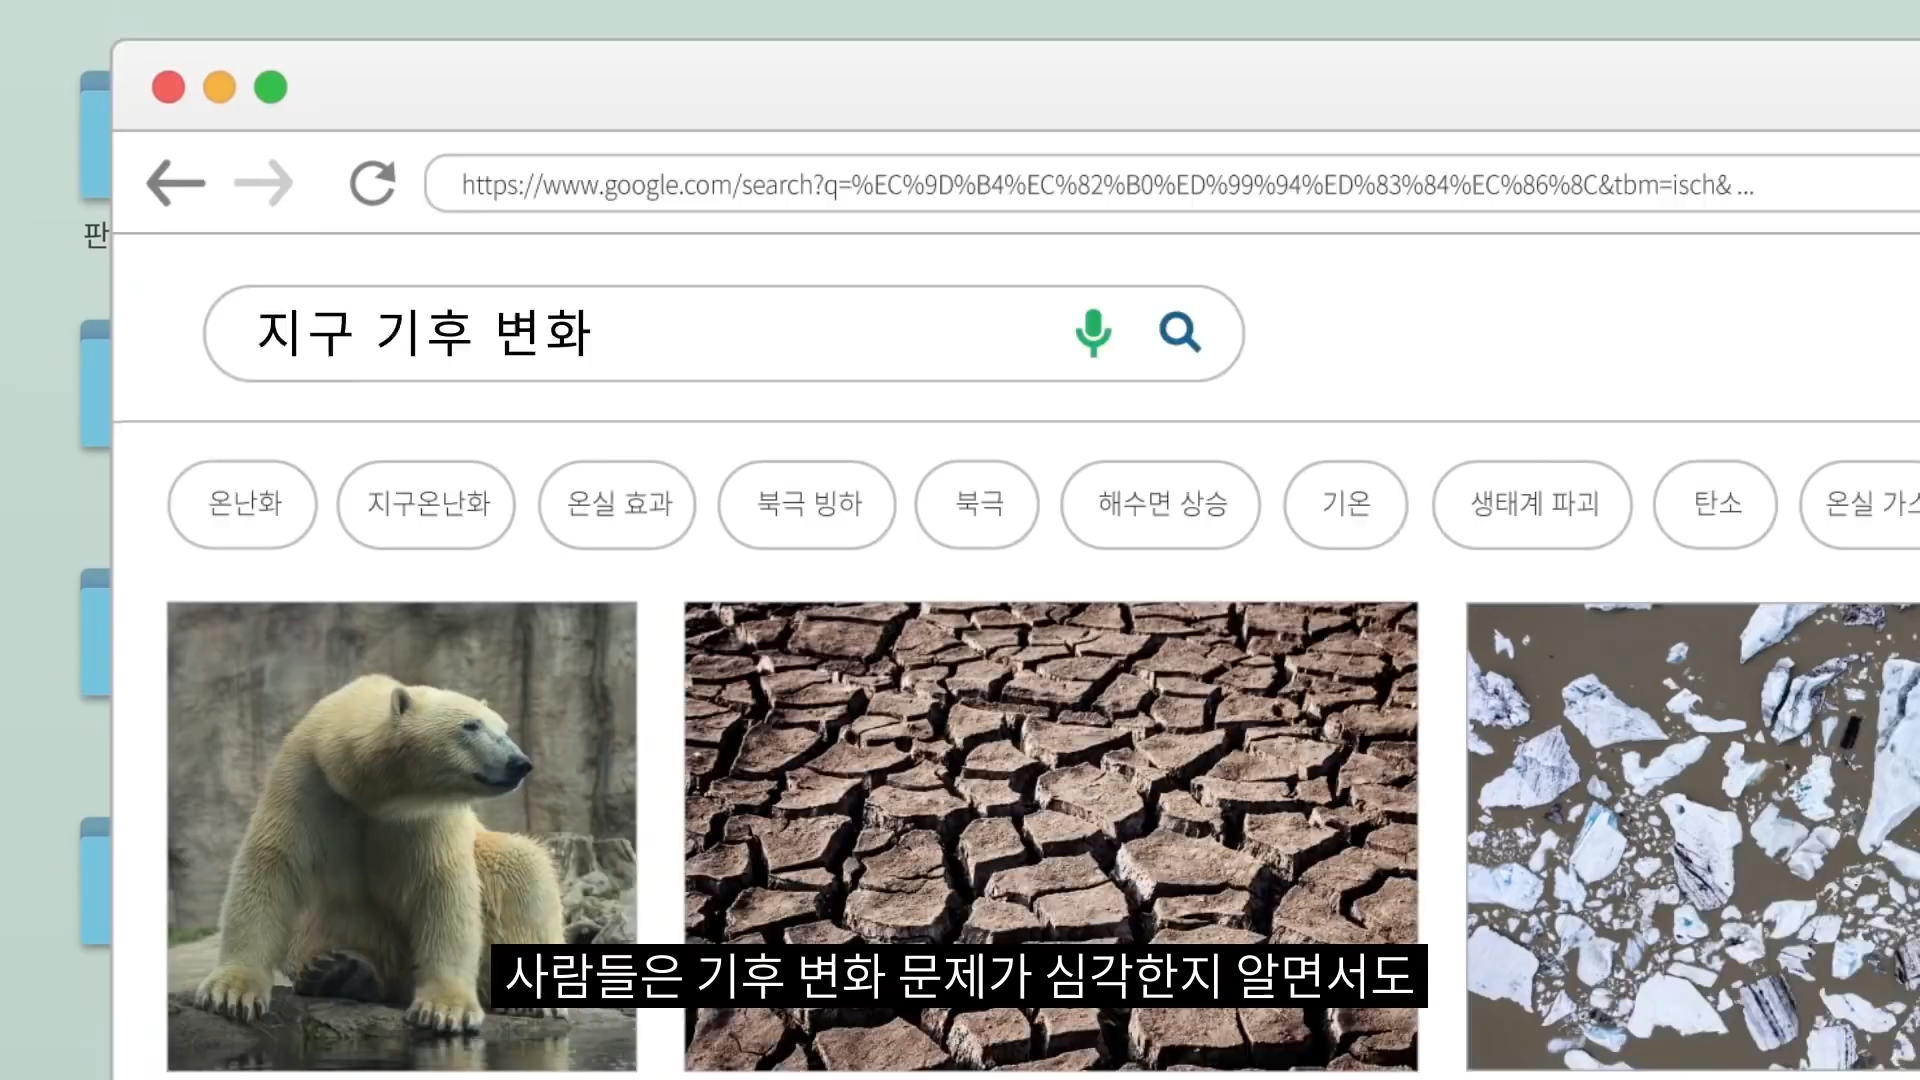 판
https://www.google.com/search?q=%EC%9D%B4%EC%82%B0%ED%99%94%ED%83%84%EC%86%8C&tbm=isch& ...
지구 기후 변화
온난화 지구온난화 온실 효과 북극 빙하 북극 해수면 상승 기온 생태계 파괴 탄소 온실 가스
사람들은 기후 변화 문제가 심각한지 알면서도